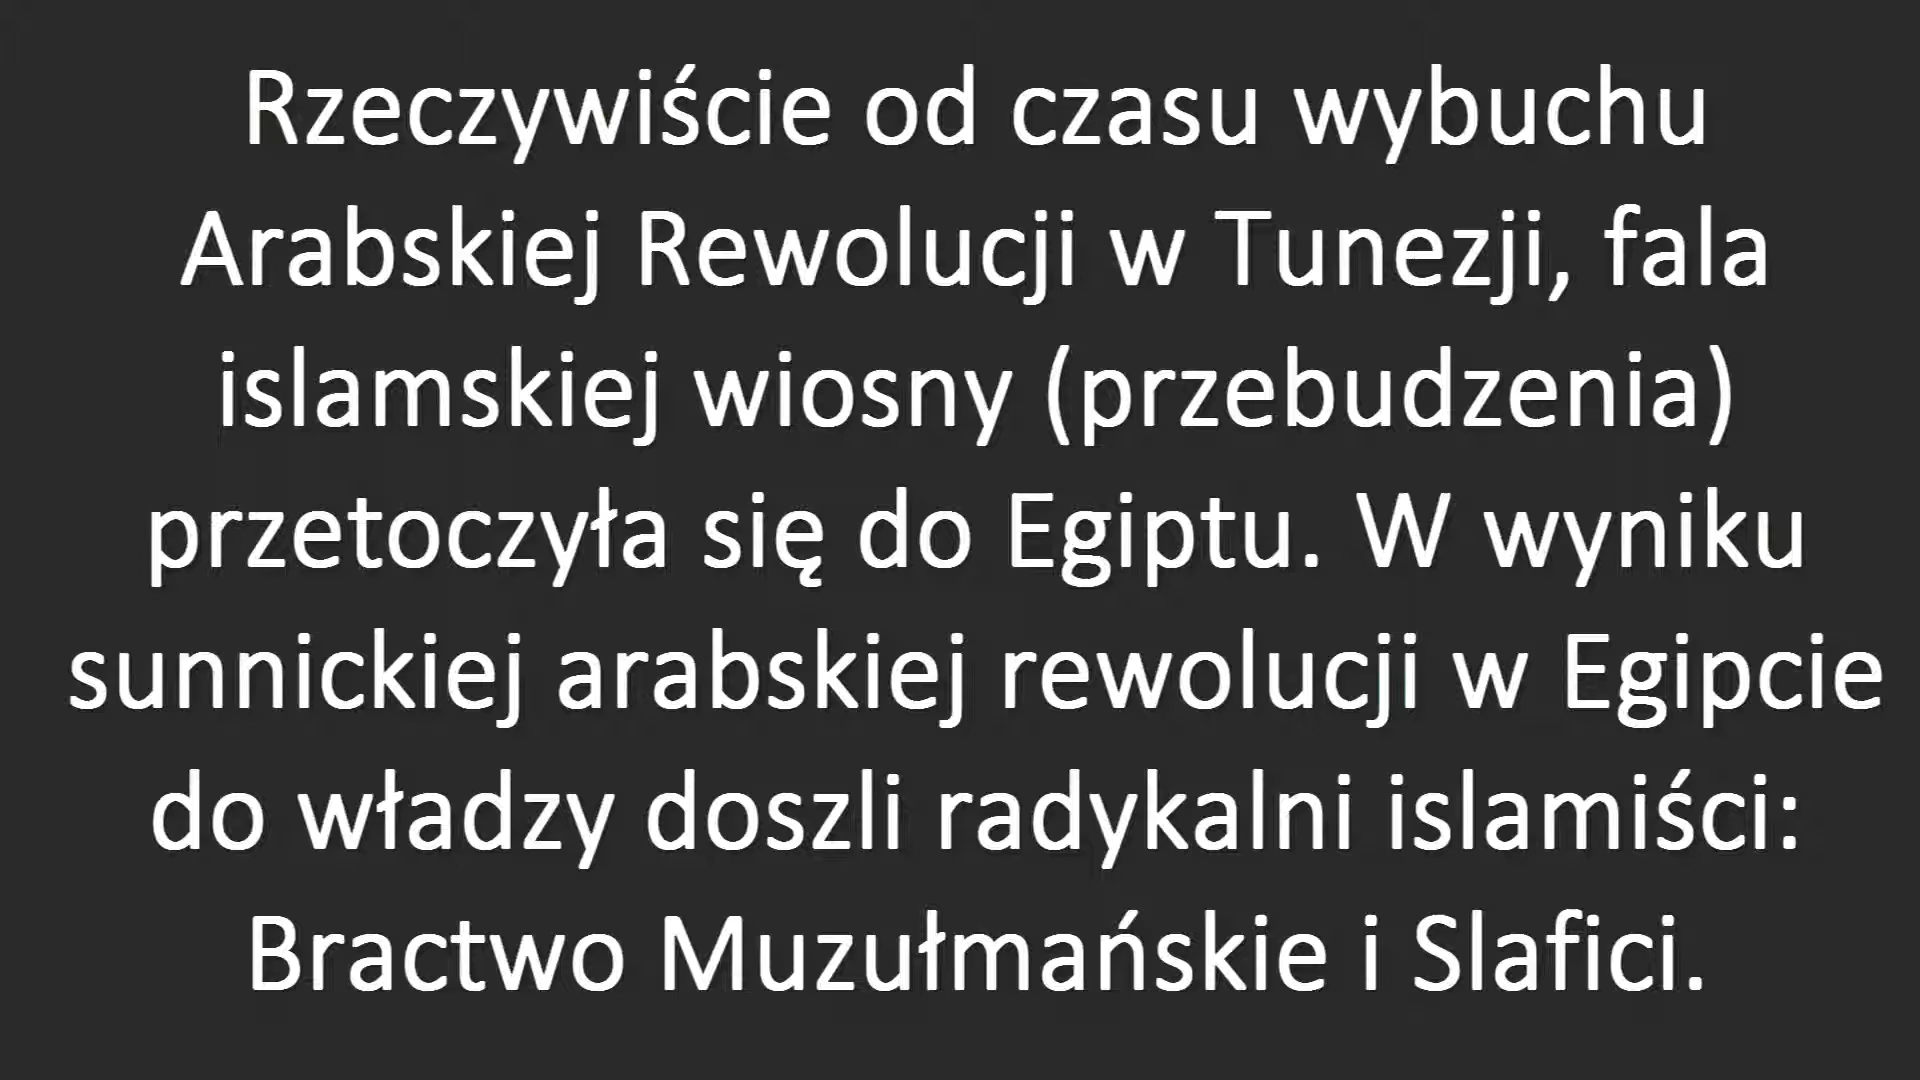 Rzeczywiście od czasu wybuchu
Arabskiej Rewolucji w Tunezji, fala
islamskiej wiosny (przebudzenia)
przetoczyła się do Egiptu. W wyniku
sunnickiej arabskiej rewolucji w Egipcie
do władzy doszli radykalni islamiści:
Bractwo Muzułmańskie i Slafici.